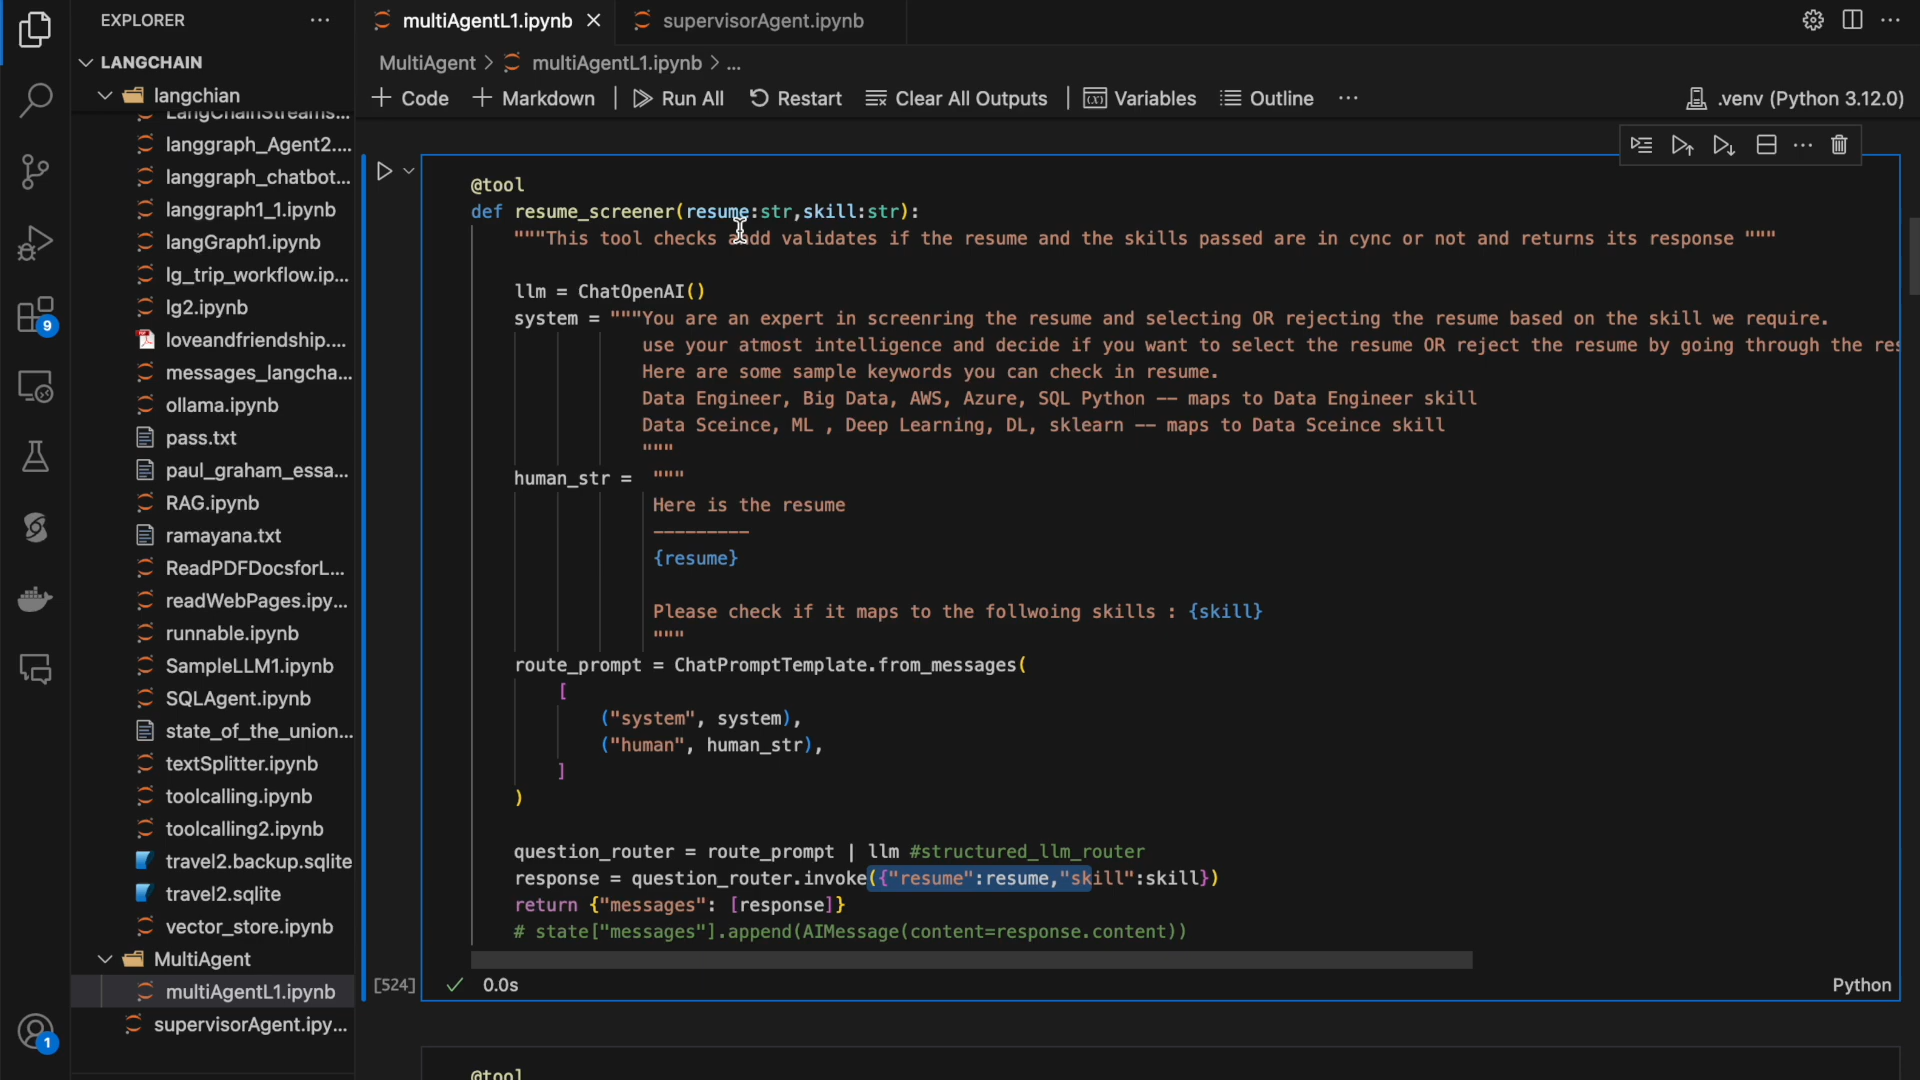 EXPLORER
LANGCHAIN
langchian
LangChainStreams...
langgraph_Agent2....
langgraph_chatbot...
langgraph1_1.ipynb
langGraph1.ipynb
lg_trip_workflow.ip...
lg2.ipynb
loveandfriendship....
messages_langcha...
ollama.ipynb
pass.txt
paul_graham_essa...
RAG.ipynb
ramayana.txt
ReadPDFDocsforL...
readWebPages.ipy...
runnable.ipynb
SampleLLM1.ipynb
SQLAgent.ipynb
state_of_the_union...
textSplitter.ipynb
toolcalling.ipynb
toolcalling2.ipynb
travel2.backup.sqlite
travel2.sqlite
vector_store.ipynb
MultiAgent
multiAgentL1.ipynb
supervisorAgent.ipy...
9
1
multiAgentL1.ipynb
supervisorAgent.ipynb
MultiAgent > multiAgentL1.ipynb > ...
Code Markdown Run All Restart Clear All Outputs Variables Outline ...
.venv (Python 3.12.0)
@tool
def resume_screener(resume:str,skill:str):
"""This tool checks add validates if the resume and the skills passed are in cync or not and returns its response """
llm = ChatOpenAI()
system = """You are an expert in screenring the resume and selecting OR rejecting the resume based on the skill we require.
use your atmost intelligence and decide if you want to select the resume OR reject the resume by going through the res
Here are some sample keywords you can check in resume.
Data Engineer, Big Data, AWS, Azure, SQL Python -- maps to Data Engineer skill
Data Sceince, ML , Deep Learning, DL, sklearn -- maps to Data Sceince skill
"""
human_str = """
Here is the resume
---------
{resume}
Please check if it maps to the follwoing skills : {skill}
"""
route_prompt = ChatPromptTemplate.from_messages(
[
("system", system),
("human", human_str),
]
)
question_router = route_prompt | llm #structured_llm_router
response = question_router.invoke({"resume":resume,"skill":skill})
return {"messages": [response]}
# state["messages"].append(AIMessage(content=response.content))
[524]
0.0s
Python
@tool